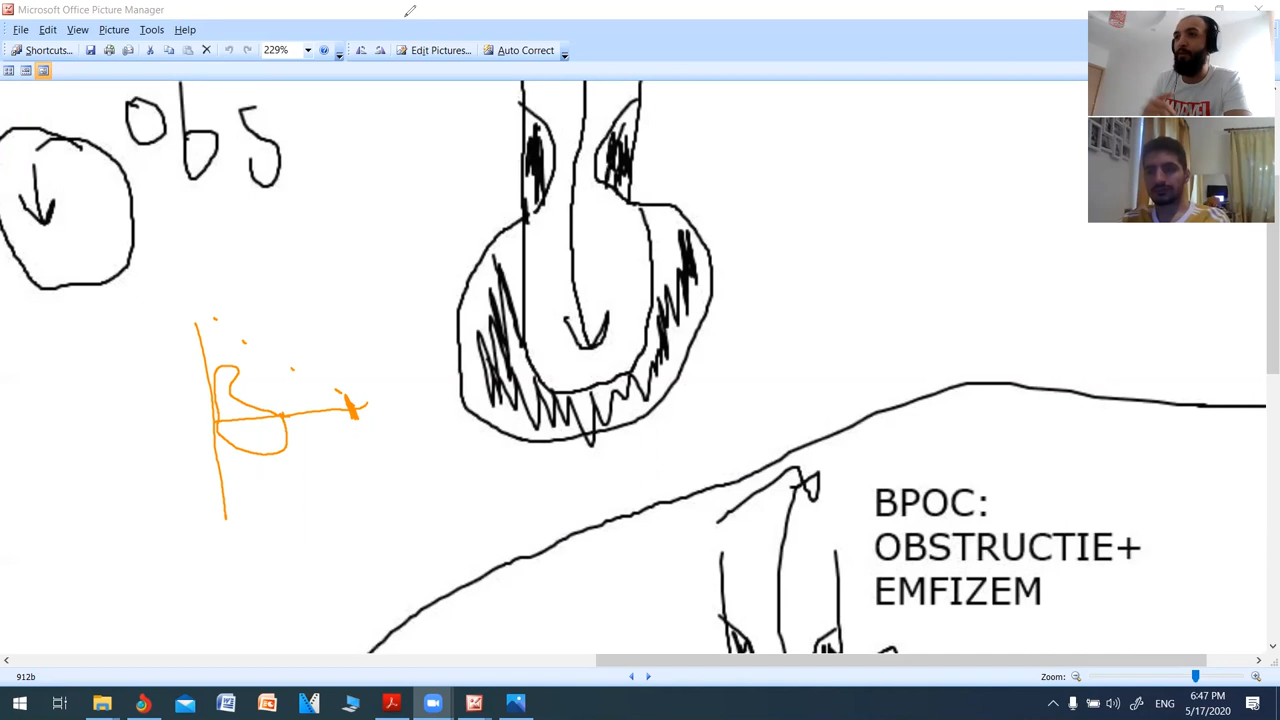 Microsoft Office Picture Manager
File Edit View Picture Tools Help
Shortcuts... 229% Edit Pictures... Auto Correct
obs
MARVEL
BPOC:
OBSTRUCTIE+
EMFIZEM
912b
Zoom:
ENG
6:47 PM
5/17/2020